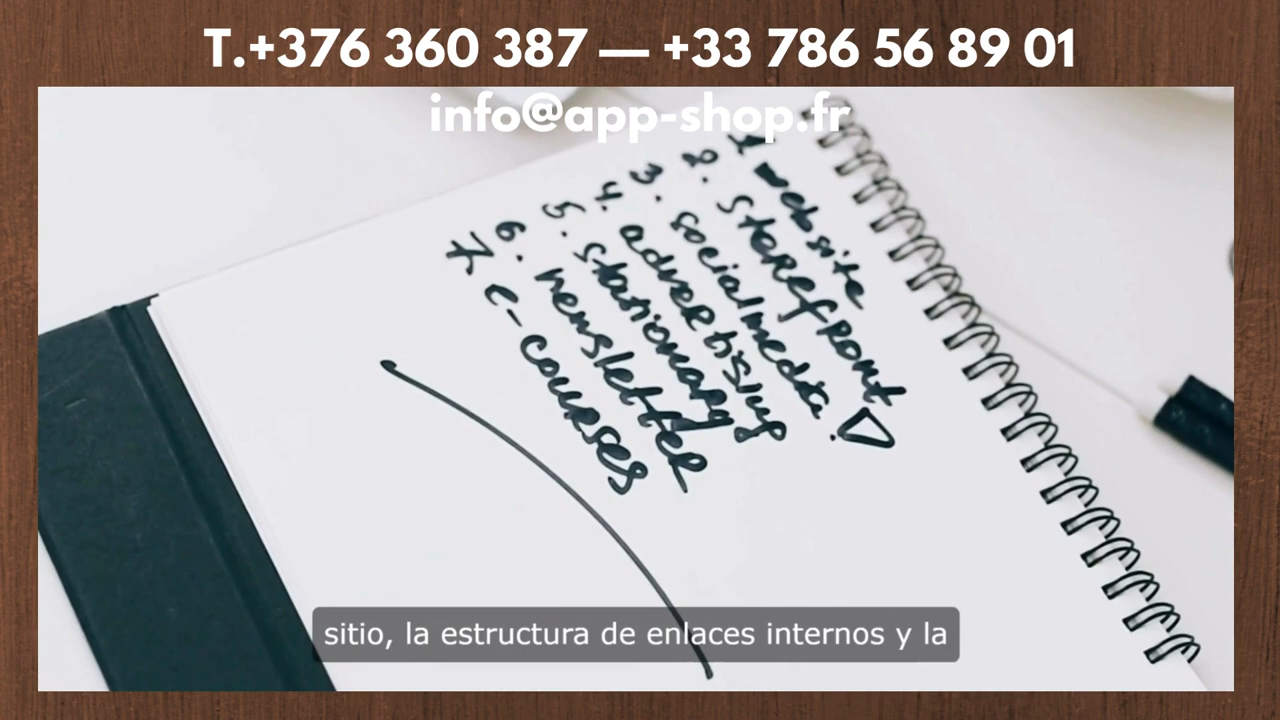 T.+376 360 387 — +33 786 56 89 01
info@app-shop.fr
1 website
2. storefront
3. social media
4. advertising
5. stationary
6. newsletter
7. e-courses
sitio, la estructura de enlaces internos y la